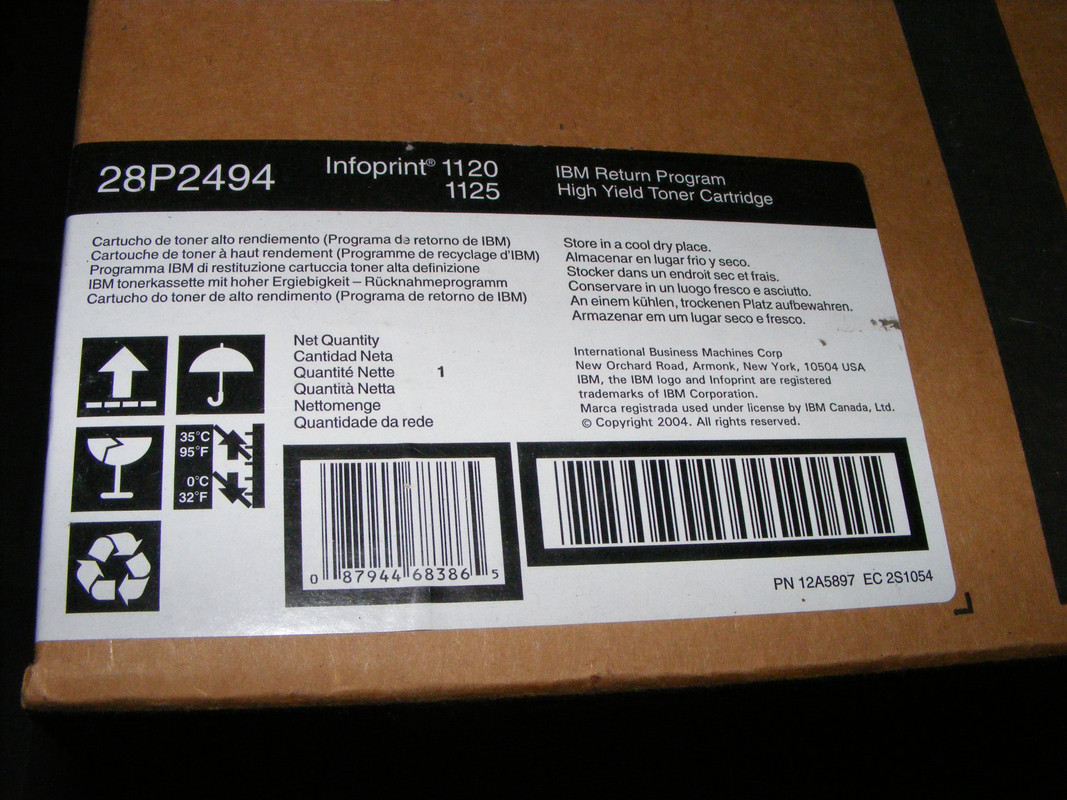 28P2494
Infoprint® 1120
1125
IBM Return Program
High Yield Toner Cartridge
Cartucho de toner alto rendiemento (Programa de retorno de IBM)
Cartouche de toner à haut rendement (Programme de recyclage d'IBM)
Programma IBM di restituzione cartuccia toner alta definizione
IBM tonerkassette mit hoher Ergiebigkeit – Rücknahmeprogramm
Cartucho do toner de alto rendimento (Programa de retorno de IBM)
Store in a cool dry place.
Almacenar en lugar frio y seco.
Stocker dans un endroit sec et frais.
Conservare in un luogo fresco e asciutto.
An einem kühlen, trockenen Platz aufbewahren.
Armazenar em um lugar seco e fresco.
Net Quantity
Cantidad Neta
Quantité Nette 1
Quantità Netta
Nettomenge
Quantidade da rede
International Business Machines Corp
New Orchard Road, Armonk, New York, 10504 USA
IBM, the IBM logo and Infoprint are registered
trademarks of IBM Corporation.
Marca registrada used under license by IBM Canada, Ltd.
© Copyright 2004. All rights reserved.
35°C
95°F
0°C
32°F
0 87944 68386 5
PN 12A5897 EC 2S1054